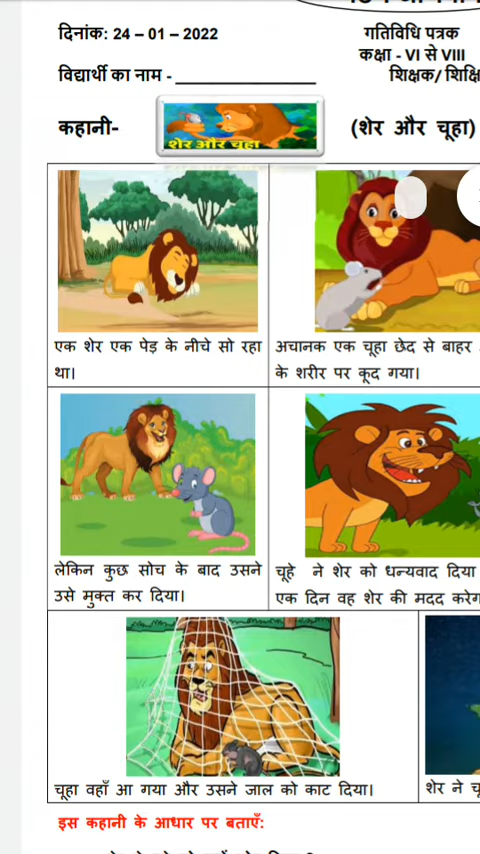 दिनांक: 24 – 01 – 2022
गतिविधि पत्रक
कक्षा - VI से VIII
विद्यार्थी का नाम - ________________
शिक्षक/
कहानी-
शेर और चूहा
(शेर और चूहा)
एक शेर एक पेड़ के नीचे सो रहा
था।
अचानक एक चूहा छेद से बाहर
के शरीर पर कूद गया।
लेकिन कुछ सोच के बाद उसने
उसे मुक्त कर दिया।
चूहे ने शेर को धन्यवाद दिया
एक दिन वह शेर की मदद
चूहा वहाँ आ गया और उसने जाल को काट दिया।
शेर ने
इस कहानी के आधार पर बताएँ: